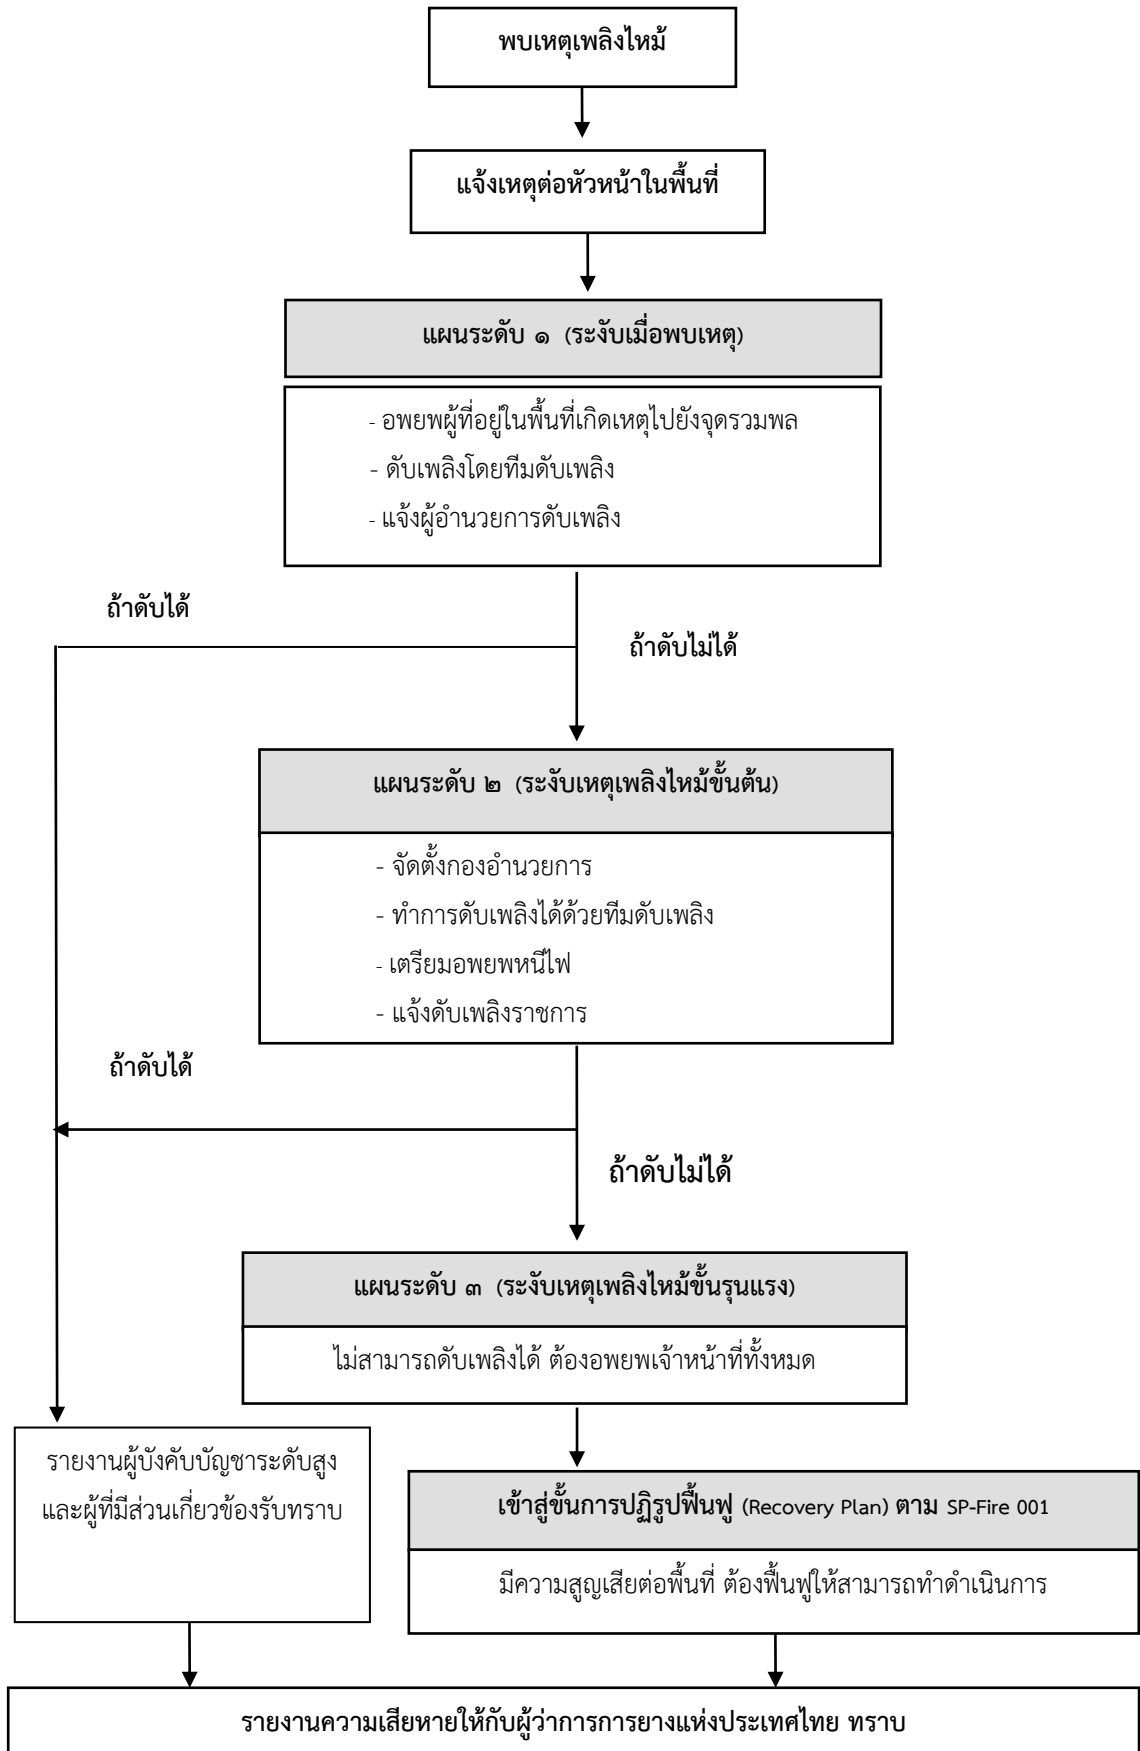 พบเหตุเพลิงไหม้
แจ้งเหตุต่อหัวหน้าในพื้นที่
แผนระดับ ๑ (ระงับเมื่อพบเหตุ)
- อพยพผู้ที่อยู่ในพื้นที่เกิดเหตุไปยังจุดรวมพล
- ดับเพลิงโดยทีมดับเพลิง
- แจ้งผู้อำนวยการดับเพลิง
ถ้าดับได้
ถ้าดับไม่ได้
แผนระดับ ๒ (ระงับเหตุเพลิงไหม้ขั้นต้น)
- จัดตั้งกองอำนวยการ
- ทำการดับเพลิงได้ด้วยทีมดับเพลิง
- เตรียมอพยพหนีไฟ
- แจ้งดับเพลิงราชการ
ถ้าดับได้
ถ้าดับไม่ได้
แผนระดับ ๓ (ระงับเหตุเพลิงไหม้ขั้นรุนแรง)
ไม่สามารถดับเพลิงได้ ต้องอพยพเจ้าหน้าที่ทั้งหมด
รายงานผู้บังคับบัญชาระดับสูง
และผู้ที่มีส่วนเกี่ยวข้องรับทราบ
เข้าสู่ขั้นการปฏิรูปฟื้นฟู (Recovery Plan) ตาม SP-Fire 001
มีความสูญเสียต่อพื้นที่ ต้องฟื้นฟูให้สามารถทำดำเนินการ
รายงานความเสียหายให้กับผู้ว่าการการยางแห่งประเทศไทย ทราบ